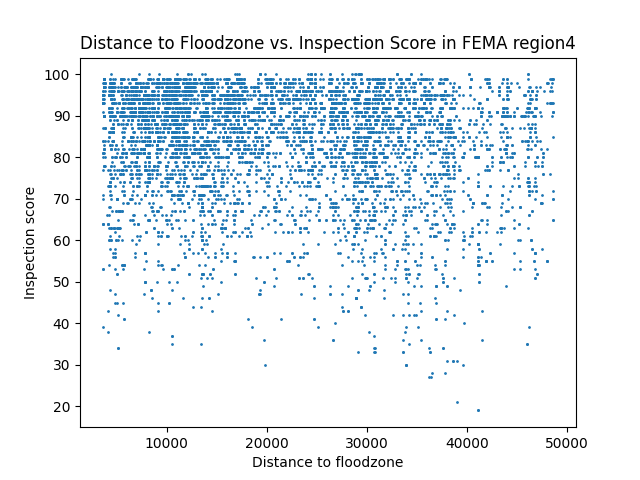 Distance to Floodzone vs. Inspection Score in FEMA region4
100
90
80
70
60
50
40
30
20
Inspection score
10000 20000 30000 40000 50000
Distance to floodzone